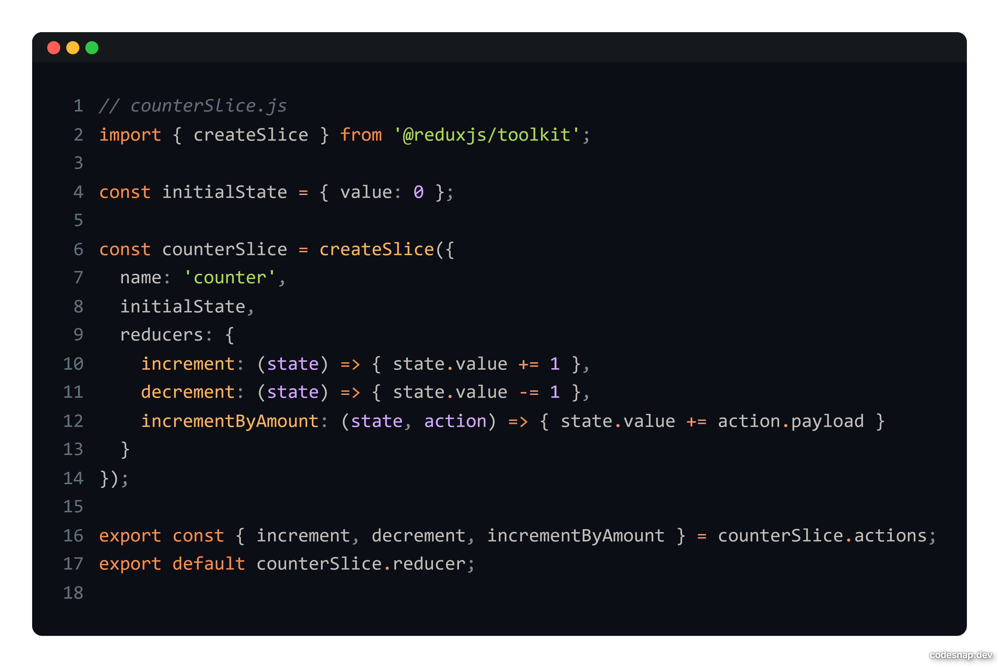 1 // counterSlice.js
2 import { createSlice } from '@reduxjs/toolkit';
3
4 const initialState = { value: 0 };
5
6 const counterSlice = createSlice({
7   name: 'counter',
8   initialState,
9   reducers: {
10     increment: (state) => { state.value += 1 },
11     decrement: (state) => { state.value -= 1 },
12     incrementByAmount: (state, action) => { state.value += action.payload }
13   }
14 });
15
16 export const { increment, decrement, incrementByAmount } = counterSlice.actions;
17 export default counterSlice.reducer;
18
codesnap.dev